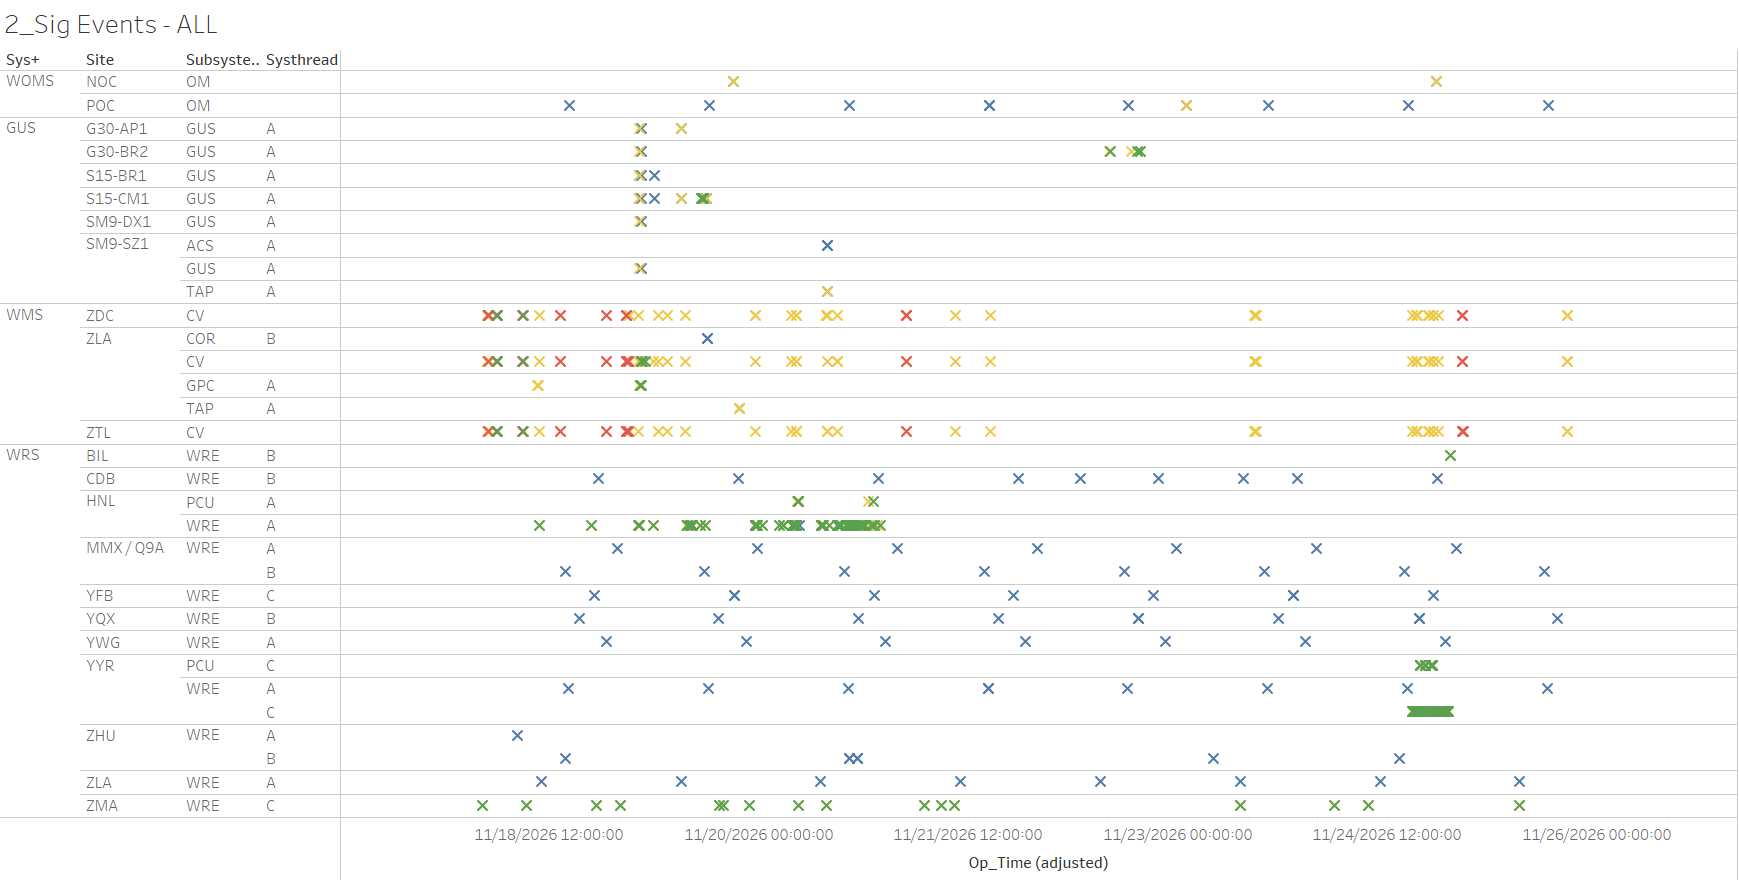 2_Sig Events - ALL
Sys+ Site Subsyste.. Systhread
WOMS NOC OM
POC OM
GUS G30-AP1 GUS A
G30-BR2 GUS A
S15-BR1 GUS A
S15-CM1 GUS A
SM9-DX1 GUS A
SM9-SZ1 ACS A
GUS A
TAP A
WMS ZDC CV
ZLA COR B
CV
GPC A
TAP A
ZTL CV
WRS BIL WRE B
CDB WRE B
HNL PCU A
WRE A
MMX / Q9A WRE A
B
YFB WRE C
YQX WRE B
YWG WRE A
YYR PCU C
WRE A
C
ZHU WRE A
B
ZLA WRE A
ZMA WRE C
11/18/2026 12:00:00 11/20/2026 00:00:00 11/21/2026 12:00:00 11/23/2026 00:00:00 11/24/2026 12:00:00 11/26/2026 00:00:00
Op_Time (adjusted)